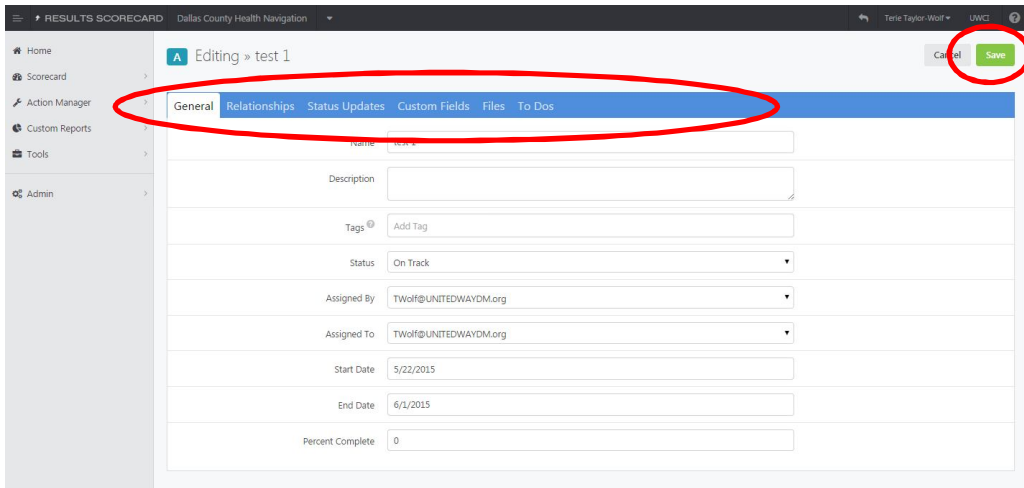 RESULTS SCORECARD Dallas County Health Navigation Terie Taylor-Wolf UWCI ?
Home
Scorecard
Action Manager
Custom Reports
Tools
Admin
A Editing » test 1
Cancel Save
General Relationships Status Updates Custom Fields Files To Dos
Name test 1
Description
Tags ? Add Tag
Status On Track
Assigned By TWolf@UNITEDWAYDM.org
Assigned To TWolf@UNITEDWAYDM.org
Start Date 5/22/2015
End Date 6/1/2015
Percent Complete 0